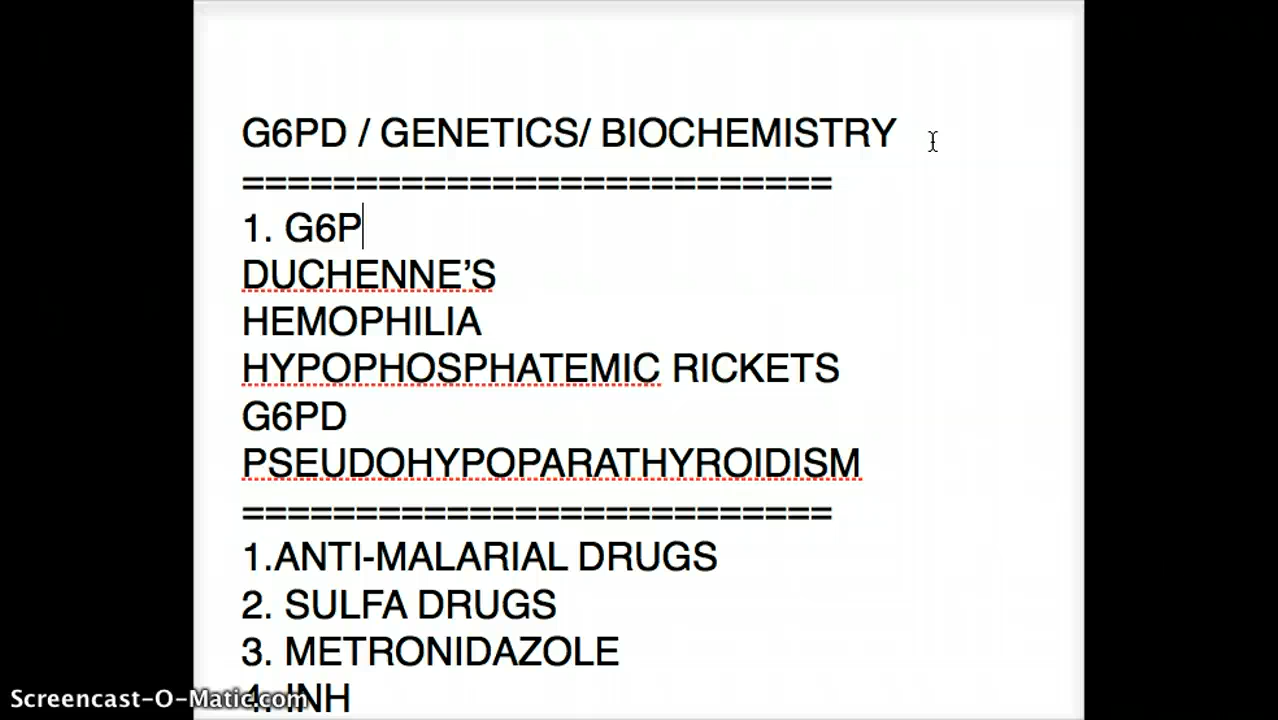 G6PD / GENETICS/ BIOCHEMISTRY
==========================
1. G6P
DUCHENNE’S
HEMOPHILIA
HYPOPHOSPHATEMIC RICKETS
G6PD
PSEUDOHYPOPARATHYROIDISM
==========================
1.ANTI-MALARIAL DRUGS
2. SULFA DRUGS
3. METRONIDAZOLE
4. INH
Screencast-O-Matic.com